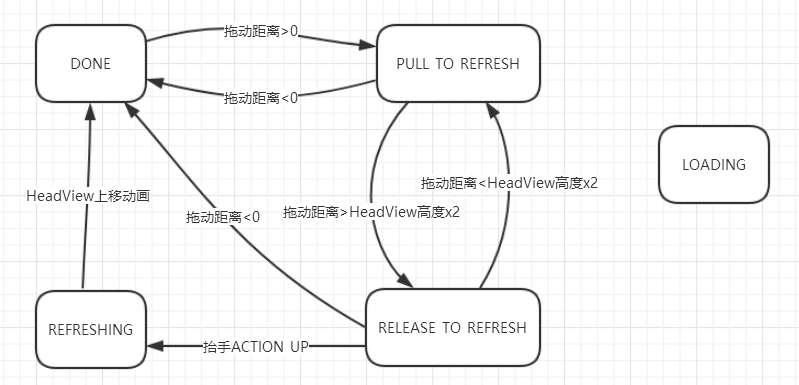 拖动距离>0
DONE
PULL TO REFRESH
拖动距离<0
LOADING
拖动距离<HeadView高度x2
HeadView上移动画
拖动距离<0
拖动距离>HeadView高度x2
REFRESHING
RELEASE TO REFRESH
抬手ACTION UP